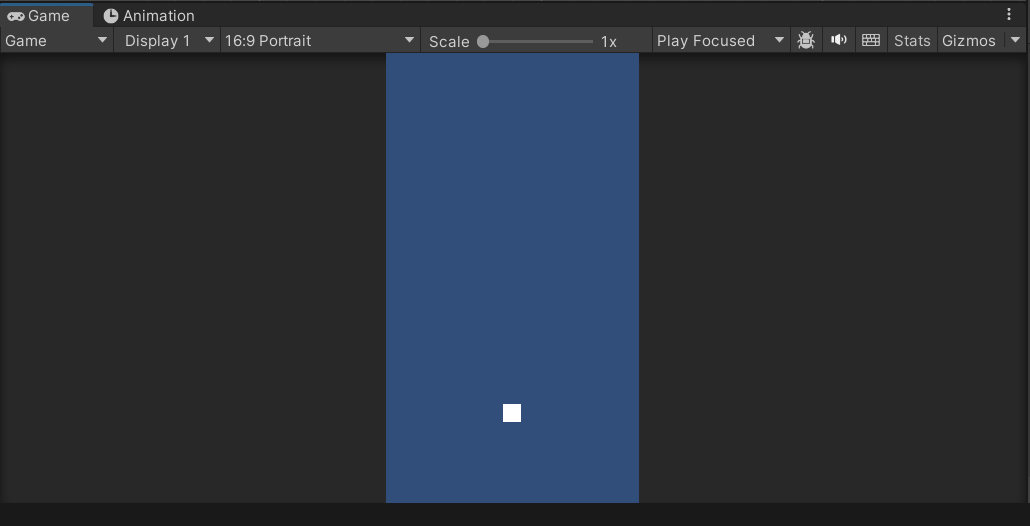 Game Animation
Game Display 1 16:9 Portrait Scale 1x Play Focused Stats Gizmos